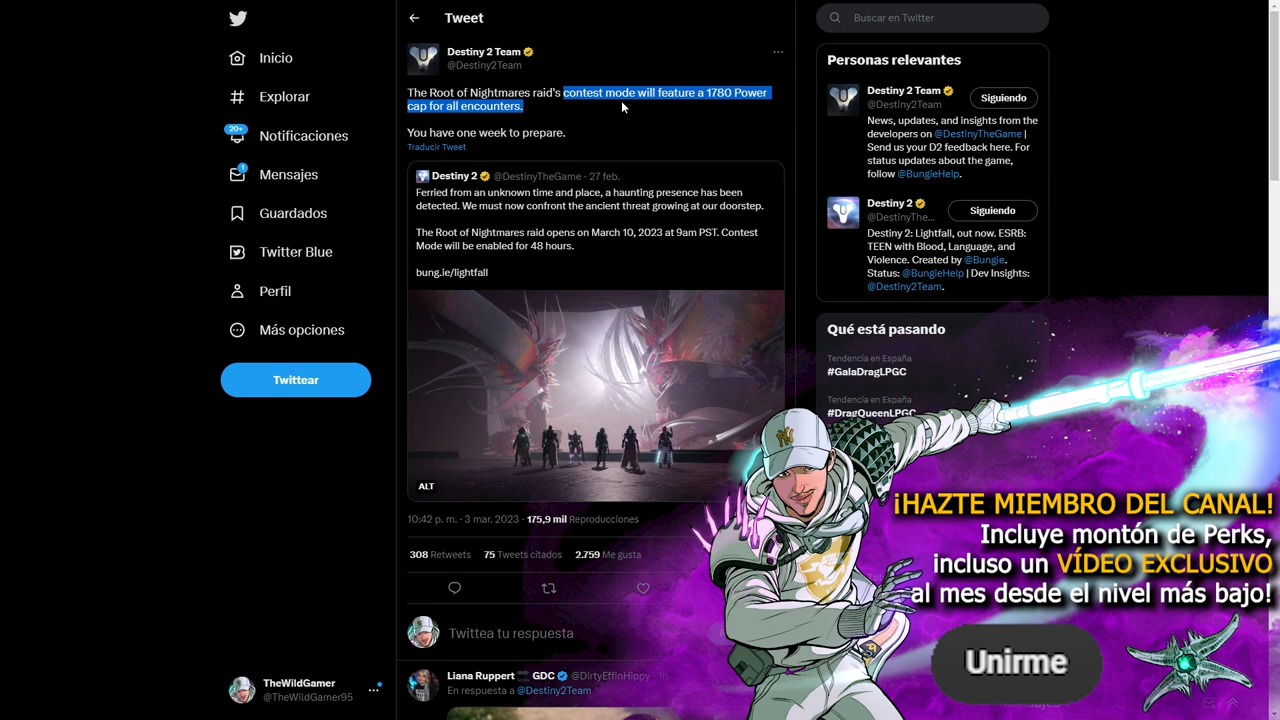 Tweet
Destiny 2 Team
@Destiny2Team
The Root of Nightmares raid's contest mode will feature a 1780 Power
cap for all encounters.
You have one week to prepare.
Traducir Tweet
Destiny 2 @DestinyTheGame · 27 feb.
Ferried from an unknown time and place, a haunting presence has been
detected. We must now confront the ancient threat growing at our doorstep.
The Root of Nightmares raid opens on March 10, 2023 at 9am PST. Contest
Mode will be enabled for 48 hours.
bung.ie/lightfall
ALT
10:42 p. m. · 3 mar. 2023 · 175,9 mil Reproducciones
308 Retweets 75 Tweets citados 2.759 Me gusta
Twittea tu respuesta
Liana Ruppert GDC @DirtyEffinHippy · 1h
En respuesta a @Destiny2Team
Inicio
Explorar
20+
Notificaciones
1
Mensajes
Guardados
Twitter Blue
Perfil
Más opciones
Twittear
TheWildGamer
@TheWildGamer95
Buscar en Twitter
Personas relevantes
Destiny 2 Team
@Destiny2Team
Siguiendo
News, updates, and insights from the
developers on @DestinyTheGame |
Send us your D2 feedback here. For
status updates about the game,
follow @BungieHelp.
Destiny 2
@DestinyThe...
Siguiendo
Destiny 2: Lightfall, out now. ESRB:
TEEN with Blood, Language, and
Violence. Created by @Bungie.
Status: @BungieHelp | Dev Insights:
@Destiny2Team.
Qué está pasando
Tendencia en España
#GalaDragLPGC
Tendencia en España
#DragQueenLPGC
NY
¡HAZTE MIEMBRO DEL CANAL!
Incluye montón de Perks,
incluso un VÍDEO EXCLUSIVO
al mes desde el nivel más bajo!
Unirme
Mensajes